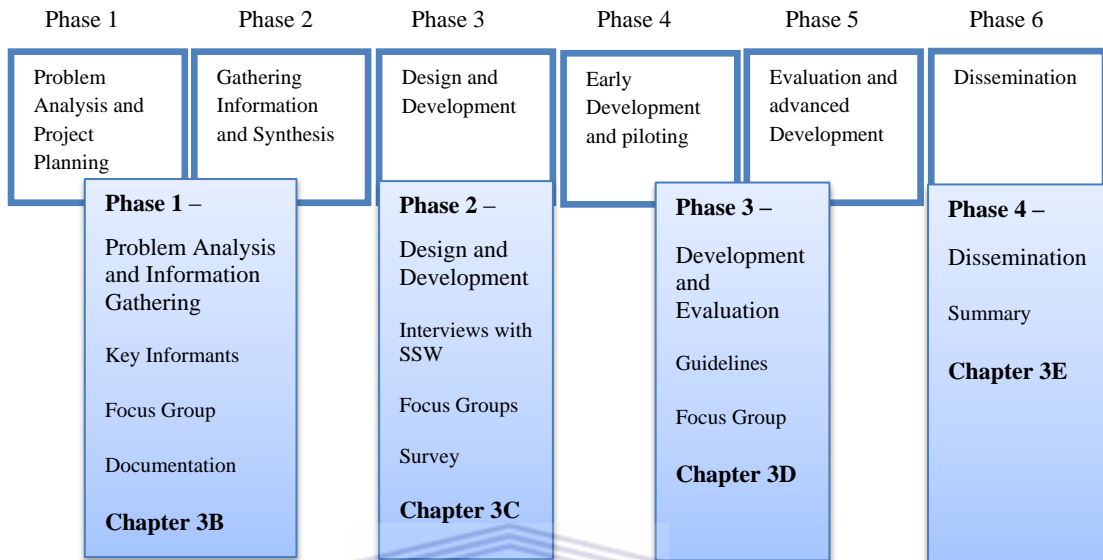 Phase 1 Phase 2 Phase 3 Phase 4 Phase 5 Phase 6
Problem
Analysis and
Project
Planning
Gathering
Information
and Synthesis
Design and
Development
Early
Development
and piloting
Evaluation and
advanced
Development
Dissemination
Phase 1 –
Problem Analysis
and Information
Gathering
Key Informants
Focus Group
Documentation
Chapter 3B
Phase 2 –
Design and
Development
Interviews with
SSW
Focus Groups
Survey
Chapter 3C
Phase 3 –
Development
and
Evaluation
Guidelines
Focus Group
Chapter 3D
Phase 4 –
Dissemination
Summary
Chapter 3E